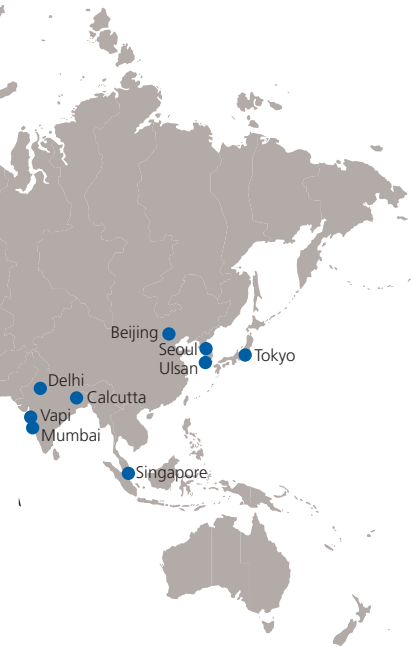 Beijing
Seoul
Tokyo
Ulsan
Delhi
Calcutta
Vapi
Mumbai
Singapore